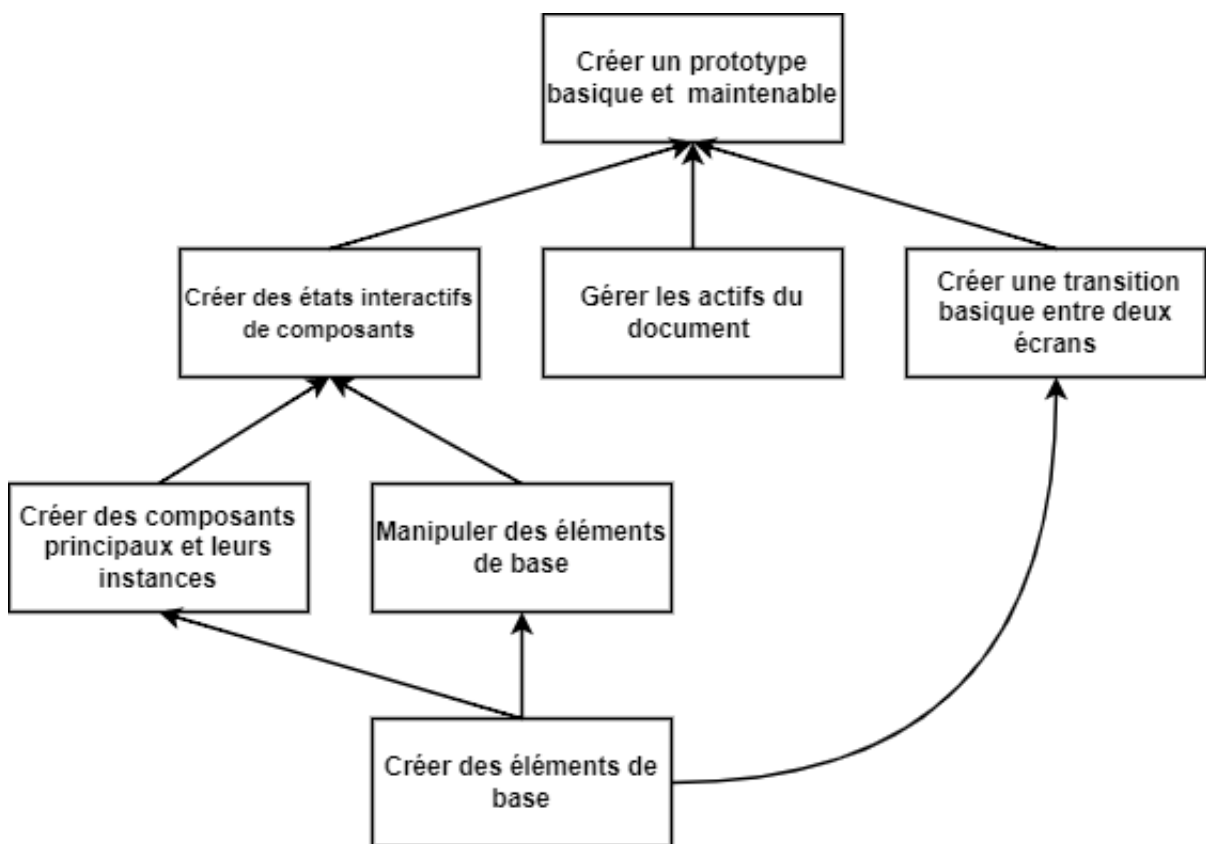 Créer un prototype
basique et  maintenable
Créer des états interactifs
de composants
Gérer les actifs du
document
Créer une transition
basique entre deux
écrans
Créer des composants
principaux et leurs
instances
Manipuler des éléments
de base
Créer des éléments de
base